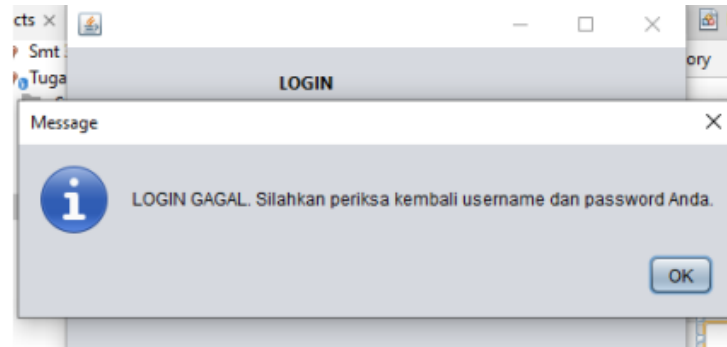 cts
Smt
Tuga
ory
LOGIN
Message
LOGIN GAGAL. Silahkan periksa kembali username dan password Anda.
OK